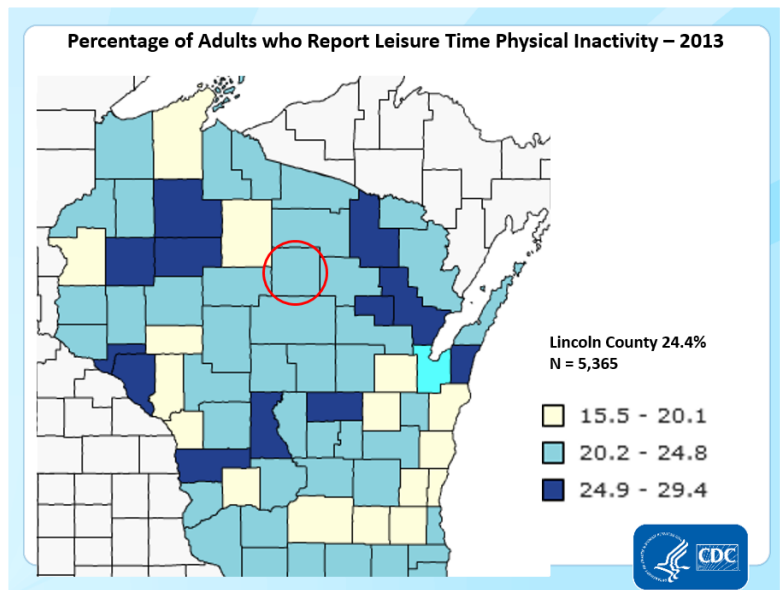 Percentage of Adults who Report Leisure Time Physical Inactivity – 2013
Lincoln County 24.4%
N = 5,365
15.5 - 20.1
20.2 - 24.8
24.9 - 29.4
CDC